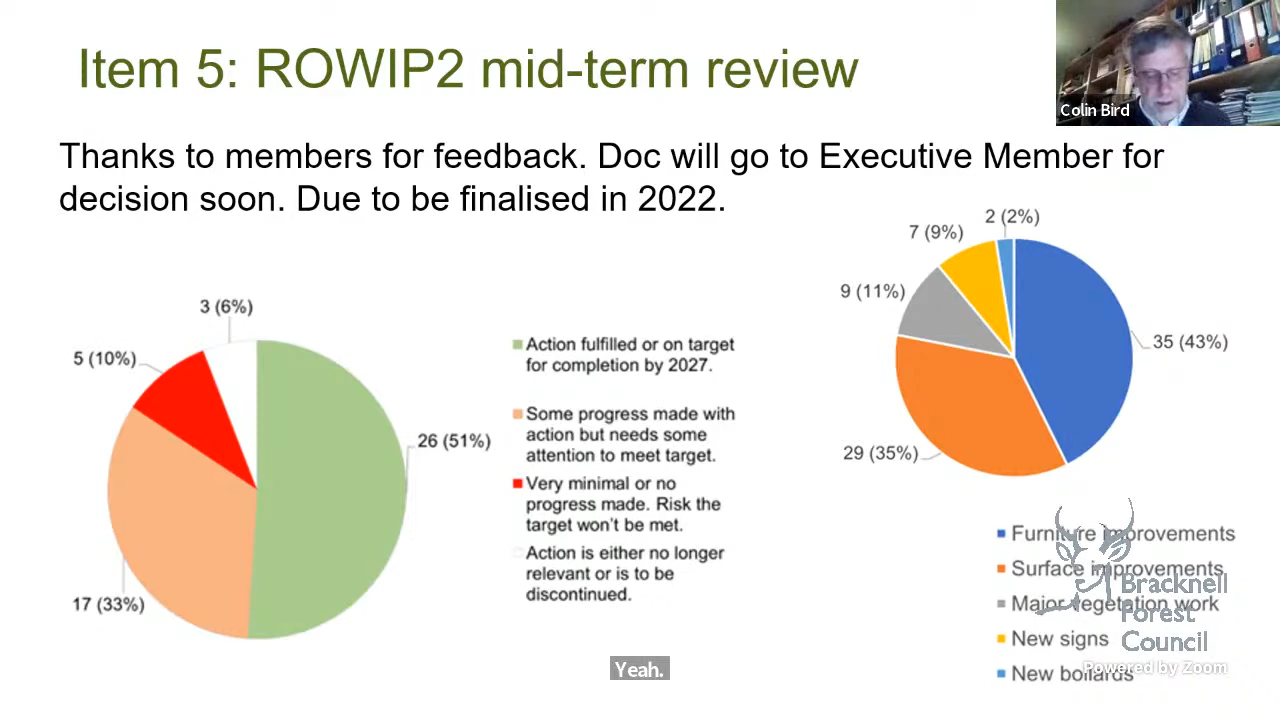 Item 5: ROWIP2 mid-term review
Colin Bird
Thanks to members for feedback. Doc will go to Executive Member for
decision soon. Due to be finalised in 2022.
3 (6%)
5 (10%)
26 (51%)
17 (33%)
Action fulfilled or on target
for completion by 2027.
Some progress made with
action but needs some
attention to meet target.
Very minimal or no
progress made. Risk the
target won't be met.
Action is either no longer
relevant or is to be
discontinued.
2 (2%)
7 (9%)
9 (11%)
35 (43%)
29 (35%)
Furniture improvements
Surface improvements
Major vegetation work
New signs
New bollards
Bracknell
Forest
Council
Powered by Zoom
Yeah.